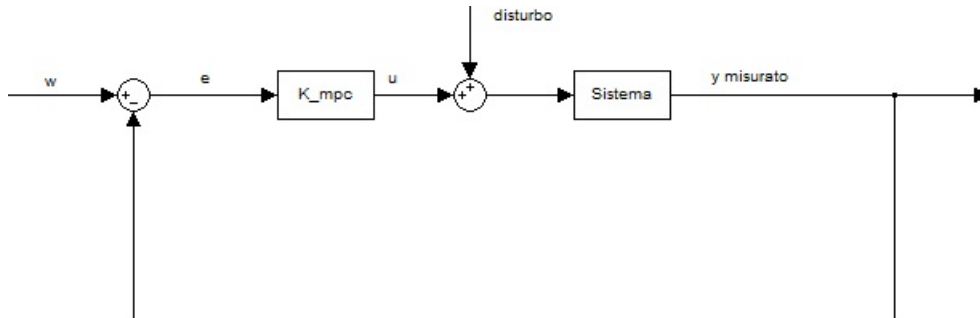 disturbo
w
e
K_mpc
u
Sistema
y misurato